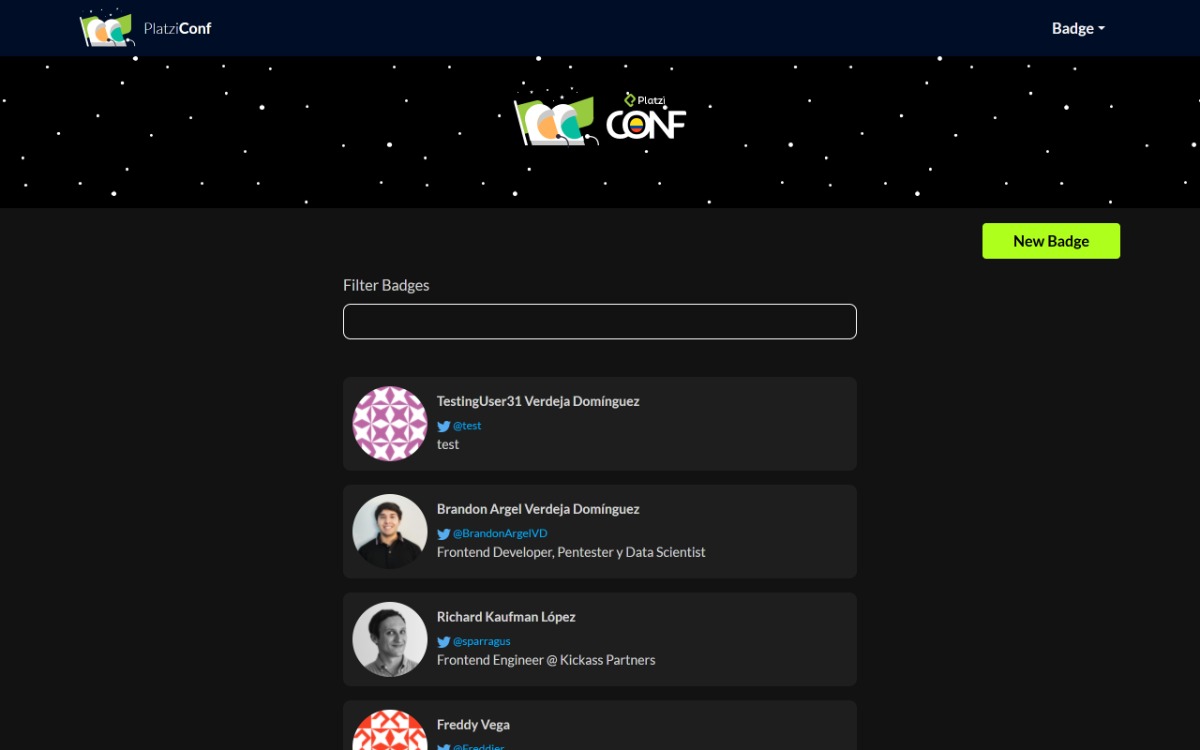 PlatziConf
Badge
Platzi
CONF
New Badge
Filter Badges
TestingUser31 Verdeja Domínguez
@test
test
Brandon Argel Verdeja Domínguez
@BrandonArgelVD
Frontend Developer, Pentester y Data Scientist
Richard Kaufman López
@sparragus
Frontend Engineer @ Kickass Partners
Freddy Vega
@Freddier